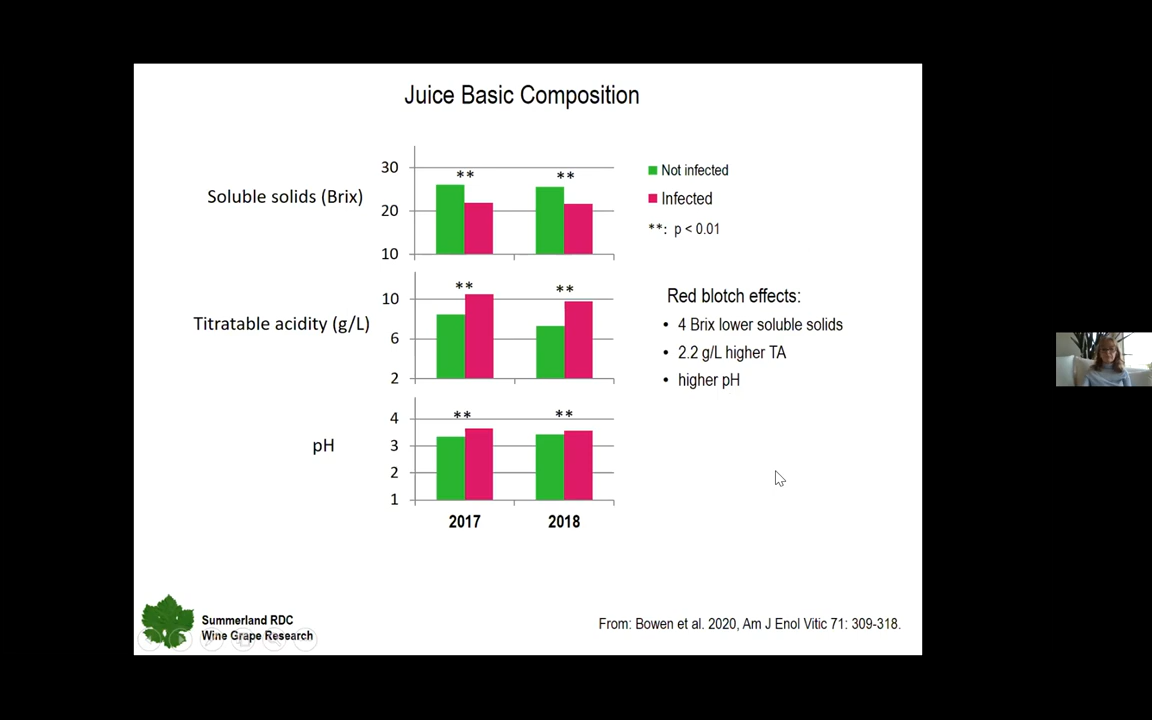 Juice Basic Composition
Soluble solids (Brix)
30
20
10
**
**
Not infected
Infected
**: p < 0.01
Titratable acidity (g/L)
10
6
2
**
**
Red blotch effects:
• 4 Brix lower soluble solids
• 2.2 g/L higher TA
• higher pH
pH
4
3
2
1
**
**
2017
2018
Summerland RDC
Wine Grape Research
From: Bowen et al. 2020, Am J Enol Vitic 71: 309-318.